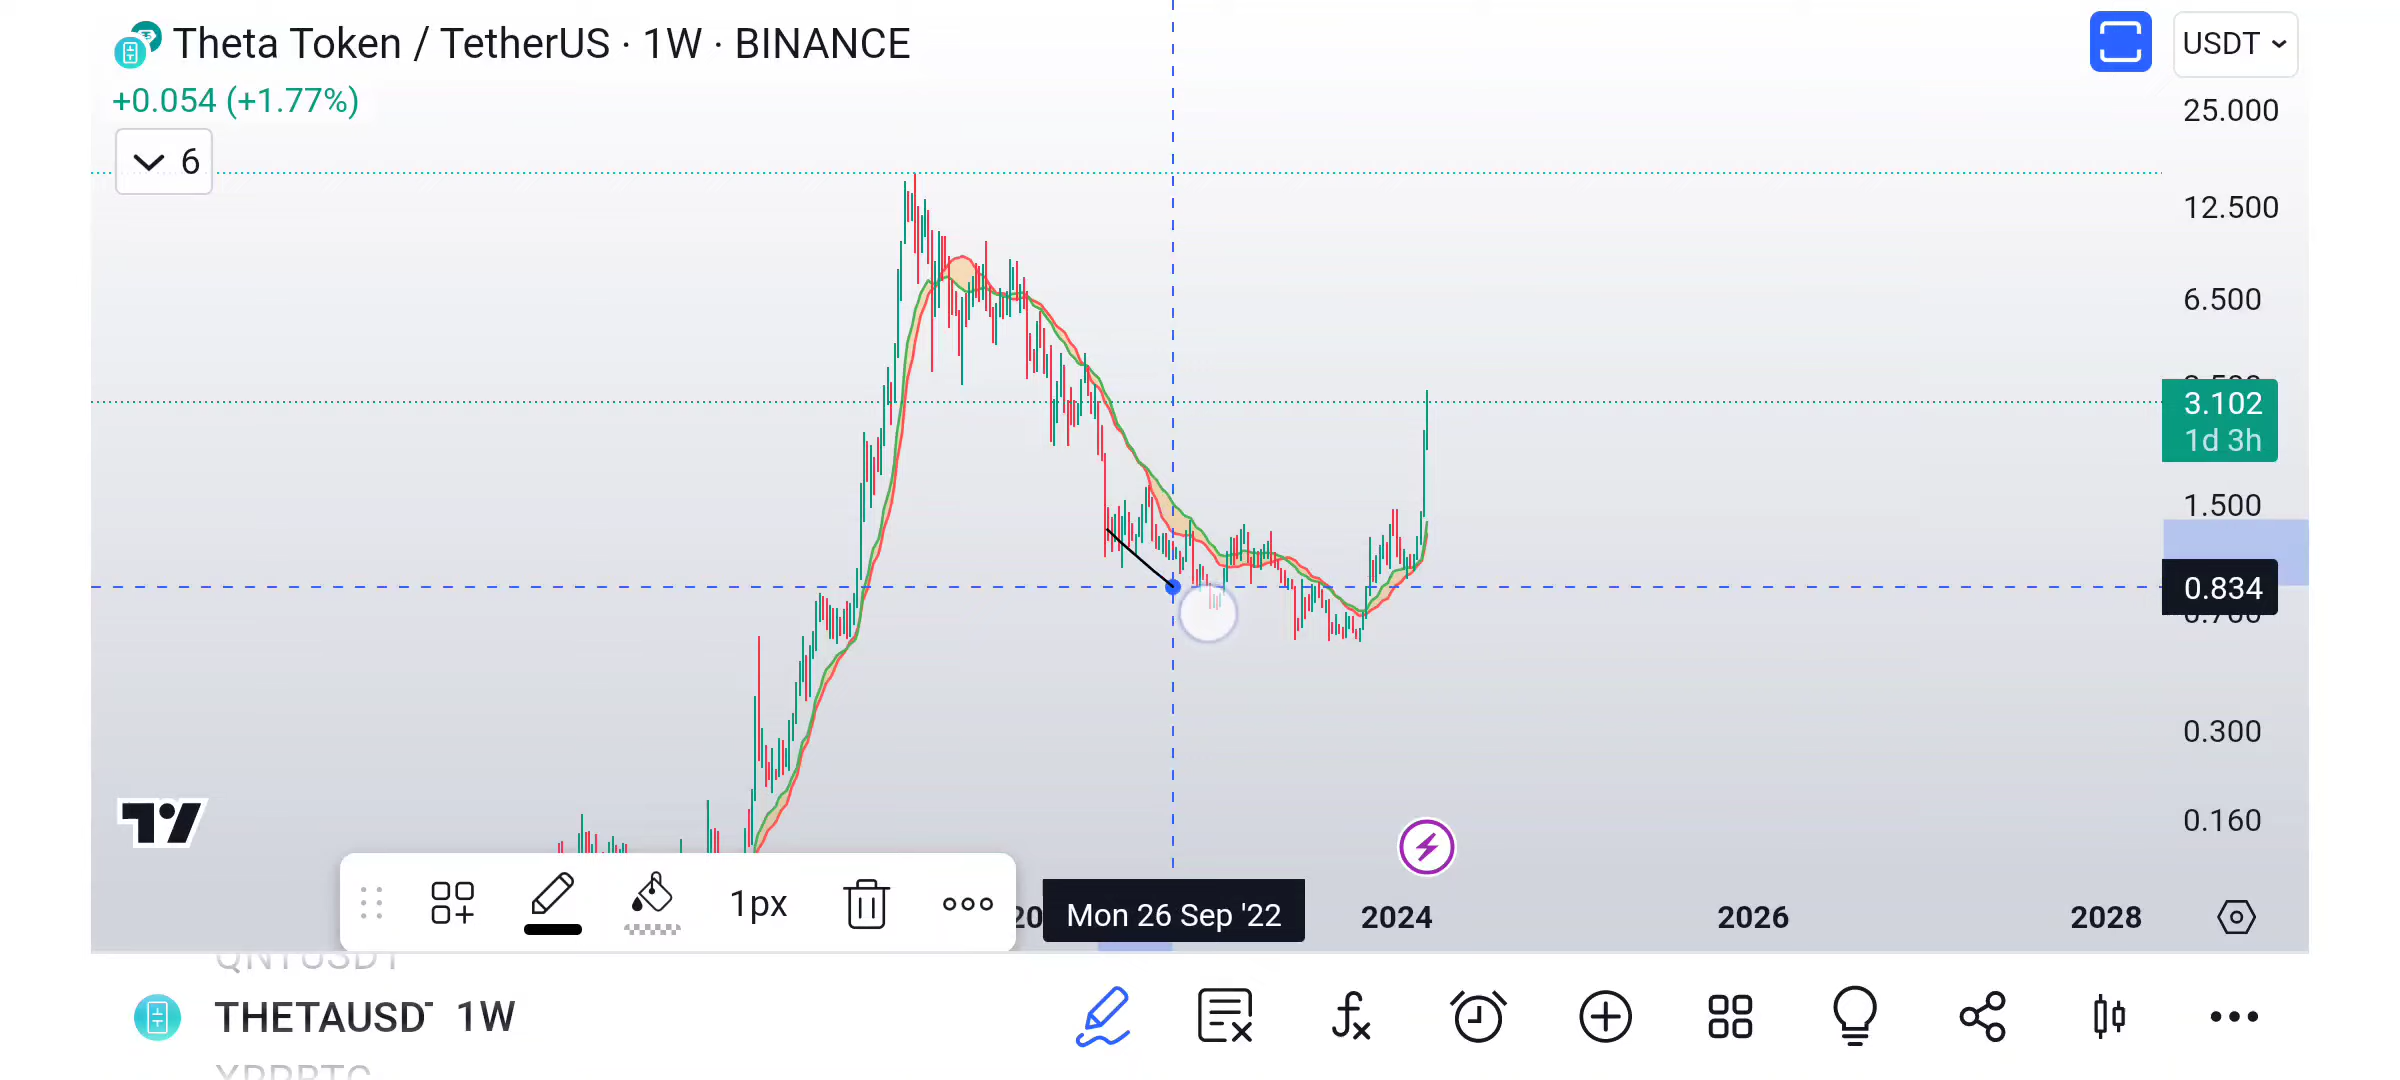 Theta Token / TetherUS · 1W · BINANCE
USDT
+0.054 (+1.77%)
6
25.000
12.500
6.500
3.102
1d 3h
1.500
0.834
0.300
0.160
1px
20
Mon 26 Sep '22
2024
2026
2028
QNTUSDT
THETAUSDT 1W
XRPBTC